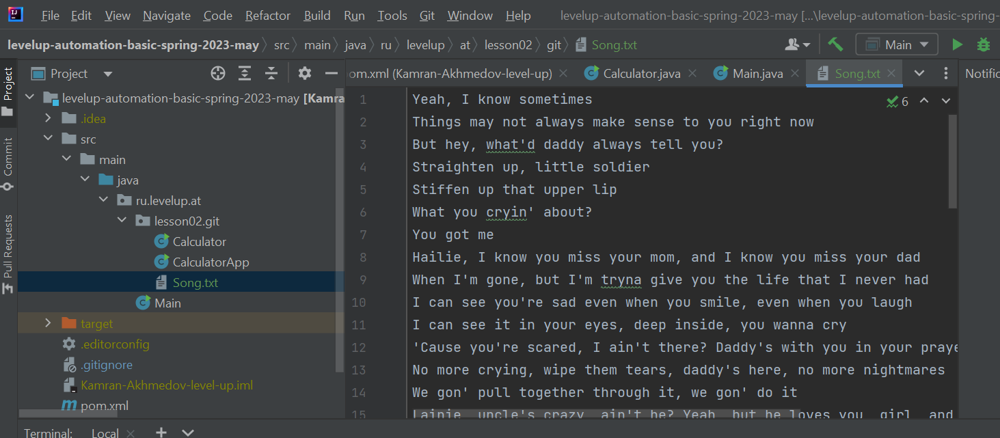 File Edit View Navigate Code Refactor Build Run Tools Git Window Help levelup-automation-basic-spring-2023-may [...\levelup-automation-basic-spring-
levelup-automation-basic-spring-2023-may src main java ru levelup at lesson02 git Song.txt Main
Project
Commit
Pull Requests
Project
levelup-automation-basic-spring-2023-may [Kamra
.idea
src
main
java
ru.levelup.at
lesson02.git
Calculator
CalculatorApp
Song.txt
Main
target
.editorconfig
.gitignore
Kamran-Akhmedov-level-up.iml
pom.xml
om.xml (Kamran-Akhmedov-level-up) Calculator.java Main.java Song.txt Notific
6
1 Yeah, I know sometimes
2 Things may not always make sense to you right now
3 But hey, what'd daddy always tell you?
4 Straighten up, little soldier
5 Stiffen up that upper lip
6 What you cryin' about?
7 You got me
8 Hailie, I know you miss your mom, and I know you miss your dad
9 When I'm gone, but I'm tryna give you the life that I never had
10 I can see you're sad even when you smile, even when you laugh
11 I can see it in your eyes, deep inside, you wanna cry
12 'Cause you're scared, I ain't there? Daddy's with you in your praye
13 No more crying, wipe them tears, daddy's here, no more nightmares
14 We gon' pull together through it, we gon' do it
15 Lainie, uncle's crazy, ain't he? Yeah, but he loves you, girl, and
Terminal: Local